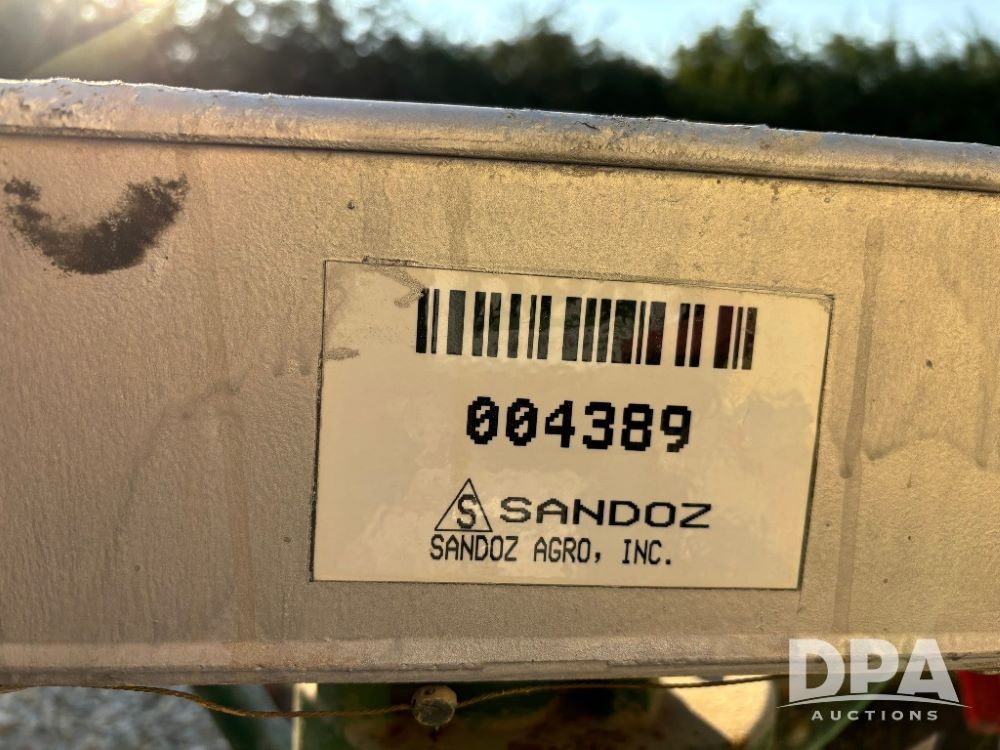 004389
S SANDOZ
SANDOZ AGRO, INC.
DPA
AUCTIONS